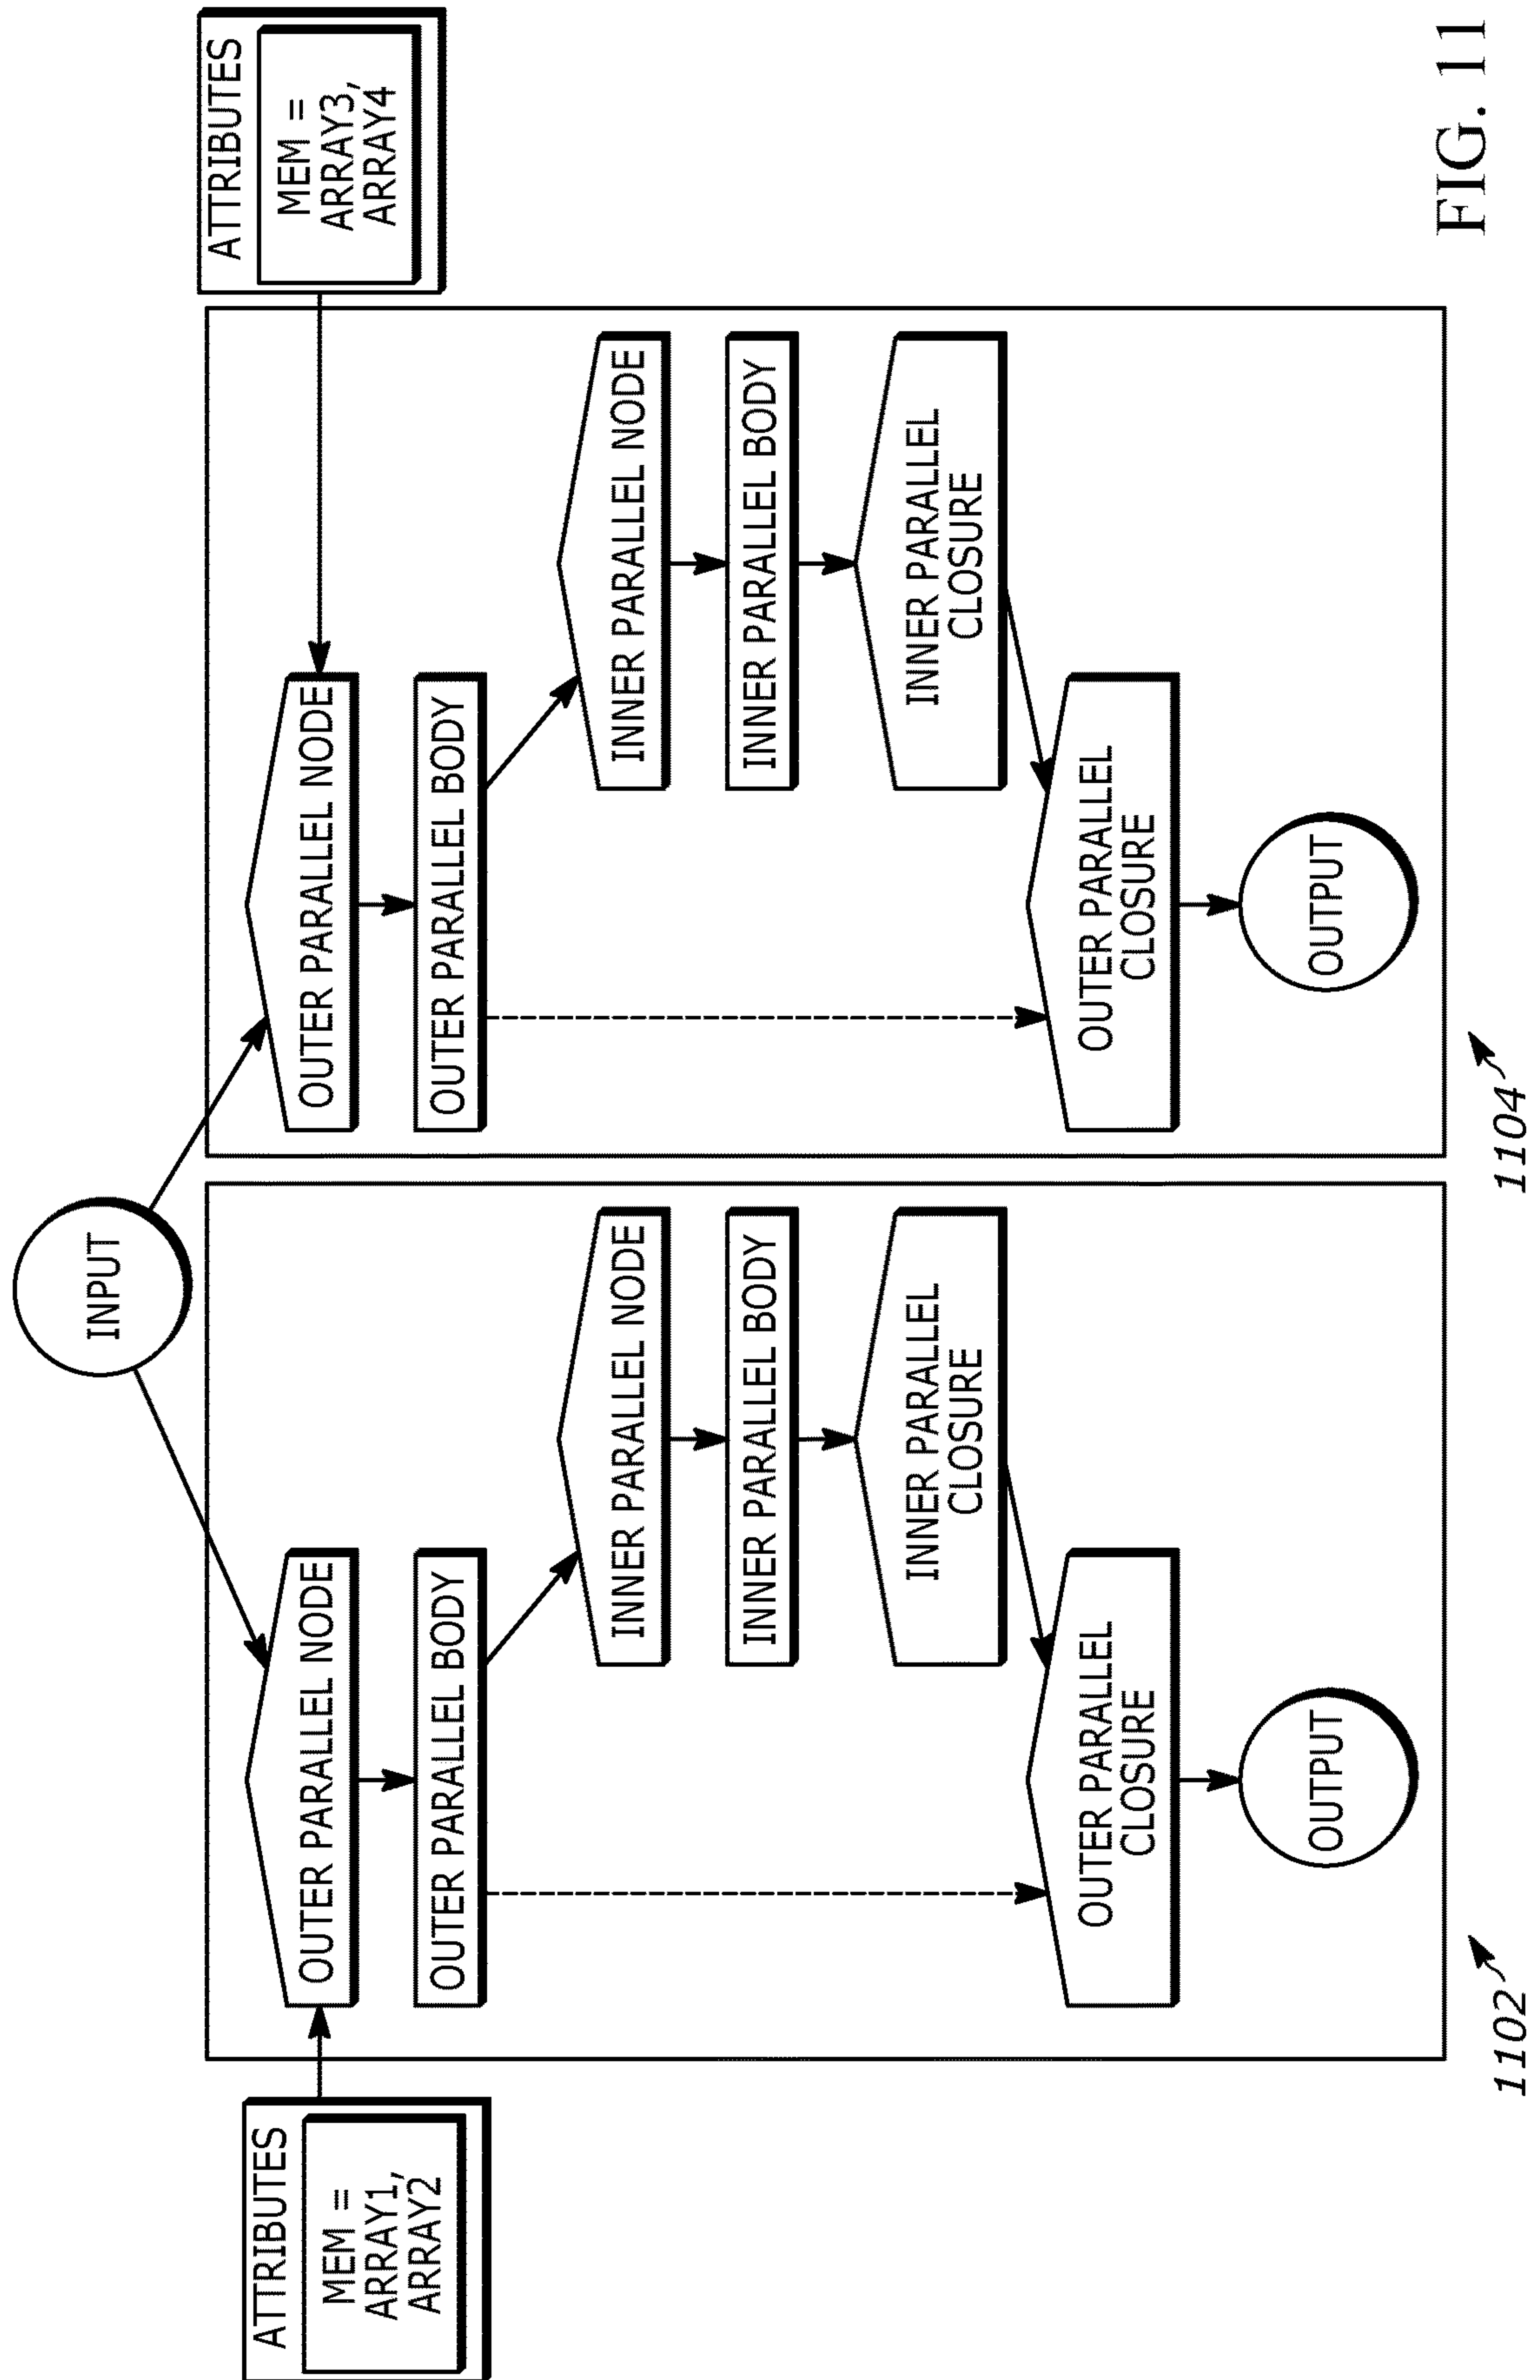 INPUT
ATTRIBUTES
MEM =
ARRAY1,
ARRAY2
OUTER PARALLEL NODE
OUTER PARALLEL BODY
INNER PARALLEL NODE
INNER PARALLEL BODY
INNER PARALLEL
CLOSURE
OUTER PARALLEL
CLOSURE
OUTPUT
1102
ATTRIBUTES
MEM =
ARRAY3,
ARRAY4
OUTER PARALLEL NODE
OUTER PARALLEL BODY
INNER PARALLEL NODE
INNER PARALLEL BODY
INNER PARALLEL
CLOSURE
OUTER PARALLEL
CLOSURE
OUTPUT
1104
FIG. 11